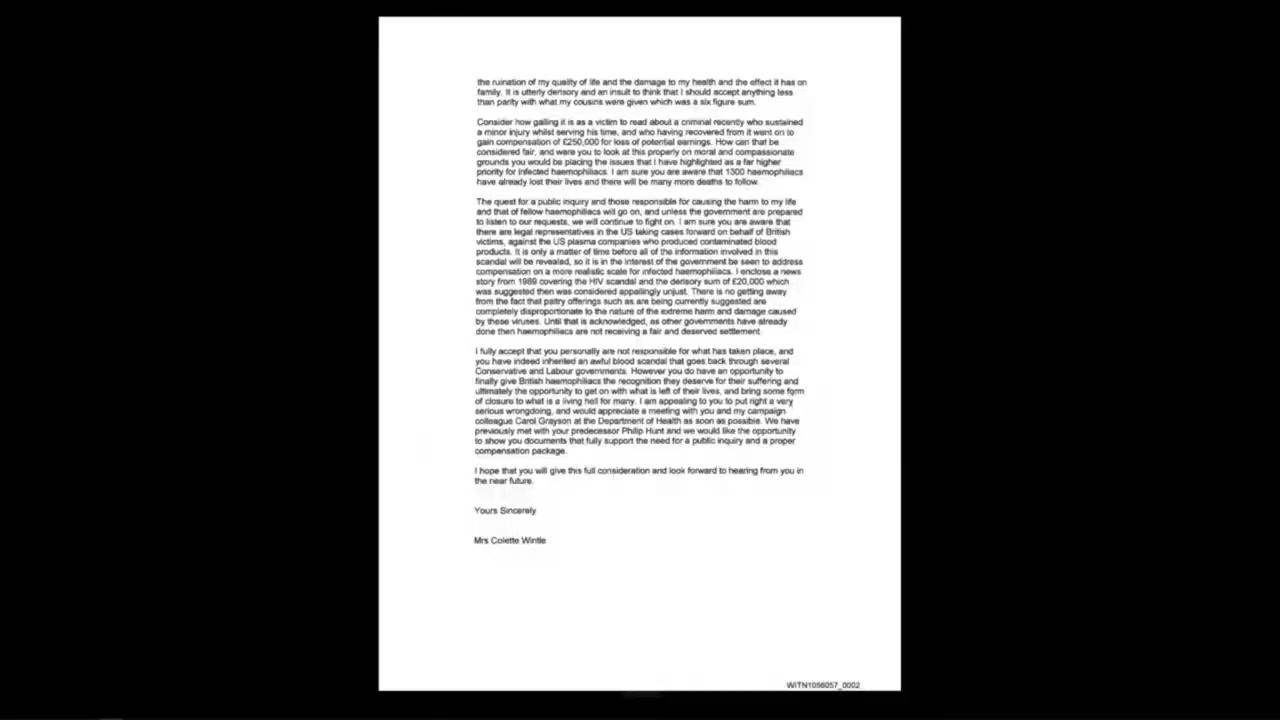 the ruination of my quality of life and the damage to my health and the effect it has on
family. It is utterly derisory and an insult to think that I should accept anything less
than parity with what my cousins were given which was a six figure sum.
Consider how galling it is as a victim to read about a criminal recently who sustained
a minor injury whilst serving his time, and who having recovered from it went on to
gain compensation of £250,000 for loss of potential earnings. How can that be
considered fair, and were you to look at this properly on moral and compassionate
grounds you would be placing the issues that I have highlighted as a far higher
priority for infected haemophiliacs. I am sure you are aware that 1300 haemophiliacs
have already lost their lives and there will be many more deaths to follow.
The quest for a public inquiry and those responsible for causing the harm to my life
and that of fellow haemophiliacs will go on, and unless the government are prepared
to listen to our requests, we will continue to fight on. I am sure you are aware that
there are legal representatives in the US taking cases forward on behalf of British
victims, against the US plasma companies who produced contaminated blood
products. It is only a matter of time before all of the information involved in this
scandal will be revealed, so it is in the interest of the government be seen to address
compensation on a more realistic scale for infected haemophiliacs. I enclose a news
story from 1989 covering the HIV scandal and the derisory sum of £20,000 which
was suggested then was considered appallingly unjust. There is no getting away
from the fact that paltry offerings such as are being currently suggested are
completely disproportionate to the nature of the extreme harm and damage caused
by these viruses. Until that is acknowledged, as other governments have already
done then haemophiliacs are not receiving a fair and deserved settlement.
I fully accept that you personally are not responsible for what has taken place, and
you have indeed inherited an awful blood scandal that goes back through several
Conservative and Labour governments. However you do have an opportunity to
finally give British haemophiliacs the recognition they deserve for their suffering and
ultimately the opportunity to get on with what is left of their lives, and bring some form
of closure to what is a living hell for many. I am appealing to you to put right a very
serious wrongdoing, and would appreciate a meeting with you and my campaign
colleague Carol Grayson at the Department of Health as soon as possible. We have
previously met with your predecessor Philip Hunt and we would like the opportunity
to show you documents that fully support the need for a public inquiry and a proper
compensation package.
I hope that you will give this full consideration and look forward to hearing from you in
the near future.
Yours Sincerely
Mrs Colette Wintle
WITN1056057_0002